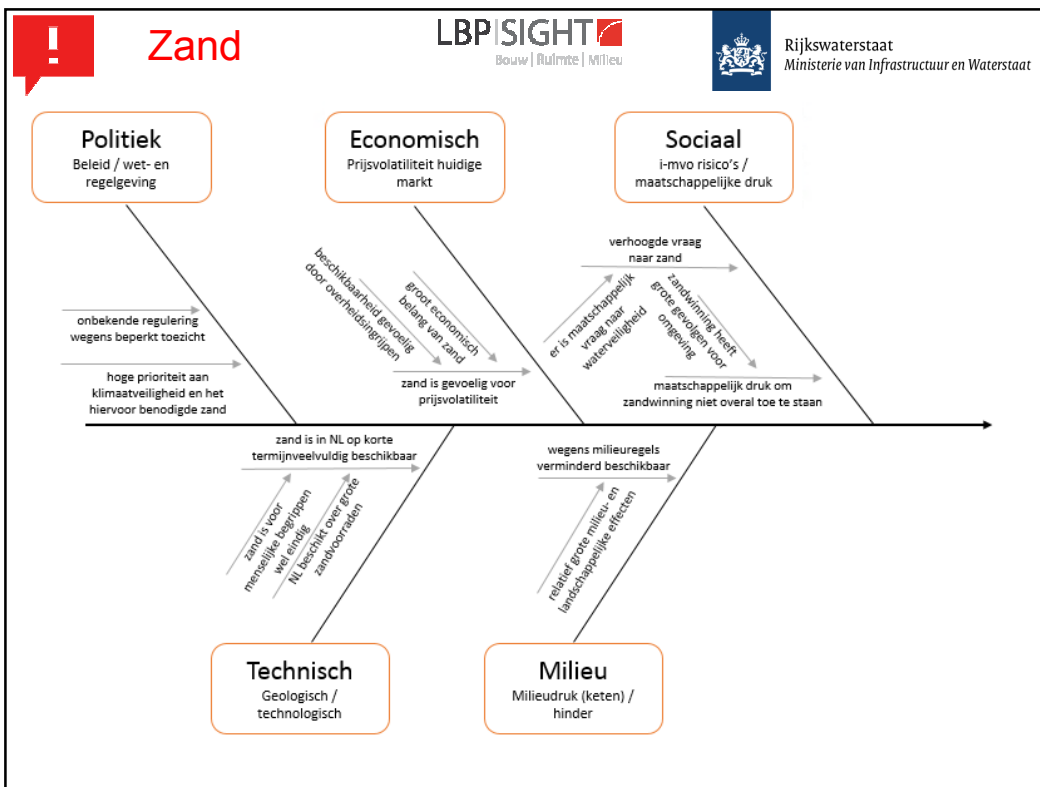 !
Zand
LBP|SIGHT
Bouw | Ruimte | Milieu
Rijkswaterstaat
Ministerie van Infrastructuur en Waterstaat
Politiek
Beleid / wet- en
regelgeving
Economisch
Prijsvolatiliteit huidige
markt
Sociaal
i-mvo risico's /
maatschappelijke druk
onbekende regulering
wegens beperkt toezicht
hoge prioriteit aan
klimaatveiligheid en het
hiervoor benodigde zand
beschikbaarheid gevoelig
door overheidsingrijpen
groot economisch
belang van zand
zand is gevoelig voor
prijsvolatiliteit
verhoogde vraag
naar zand
er is maatschappelijk
vraag naar
waterveiligheid
zandwinning heeft
grote gevolgen voor
omgeving
maatschappelijk druk om
zandwinning niet overal toe te staan
zand is in NL op korte
termijnveelvuldig beschikbaar
zand is voor
menselijke begrippen
wel eindig
NL beschikt over grote
zandvoorraden
wegens milieuregels
verminderd beschikbaar
relatief grote milieu- en
landschappelijke effecten
Technisch
Geologisch /
technologisch
Milieu
Milieudruk (keten) /
hinder